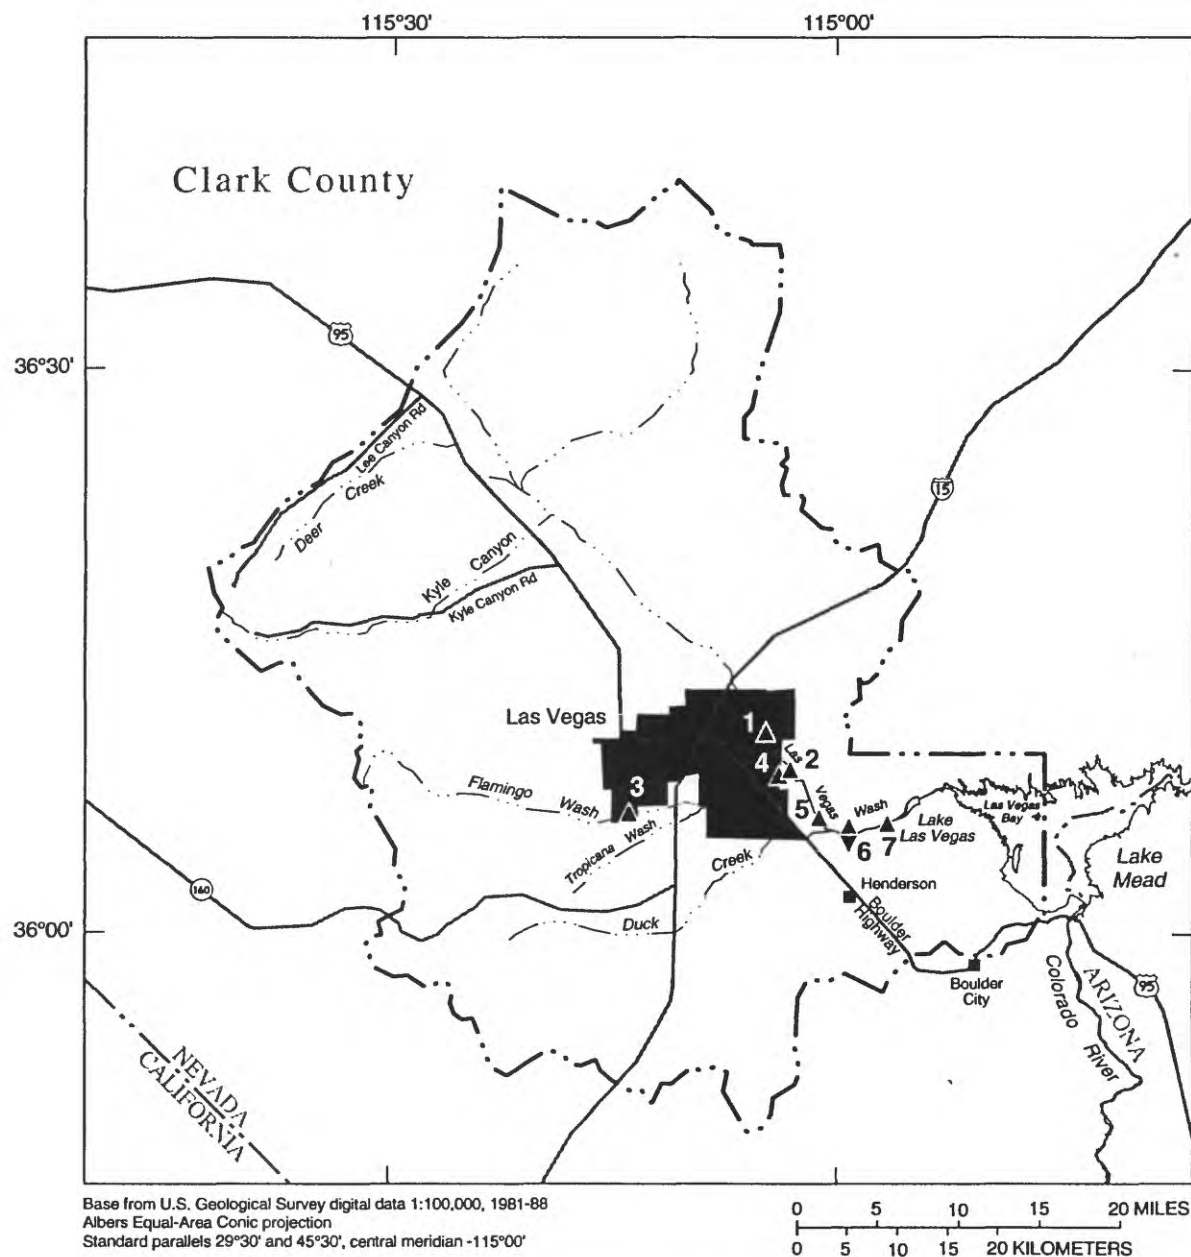 115°30'
115°00'
Clark County
95
36°30'
15
Lee Canyon Rd
Deer Creek
Kyle Canyon
Kyle Canyon Rd
Las Vegas
1
4
2
Las Vegas Wash
3
Flamingo Wash
5
Lake
Las Vegas
Las Vegas
Bay
6
7
Tropicana Wash
Lake
Mead
160
Duck Creek
Henderson
Boulder
Highway
36°00'
Boulder
City
Colorado River
ARIZONA
95
NEVADA
CALIFORNIA
Base from U.S. Geological Survey digital data 1:100,000, 1981-88
Albers Equal-Area Conic projection
Standard parallels 29°30' and 45°30', central meridian -115°00'
0 5 10 15 20 MILES
0 5 10 15 20 KILOMETERS